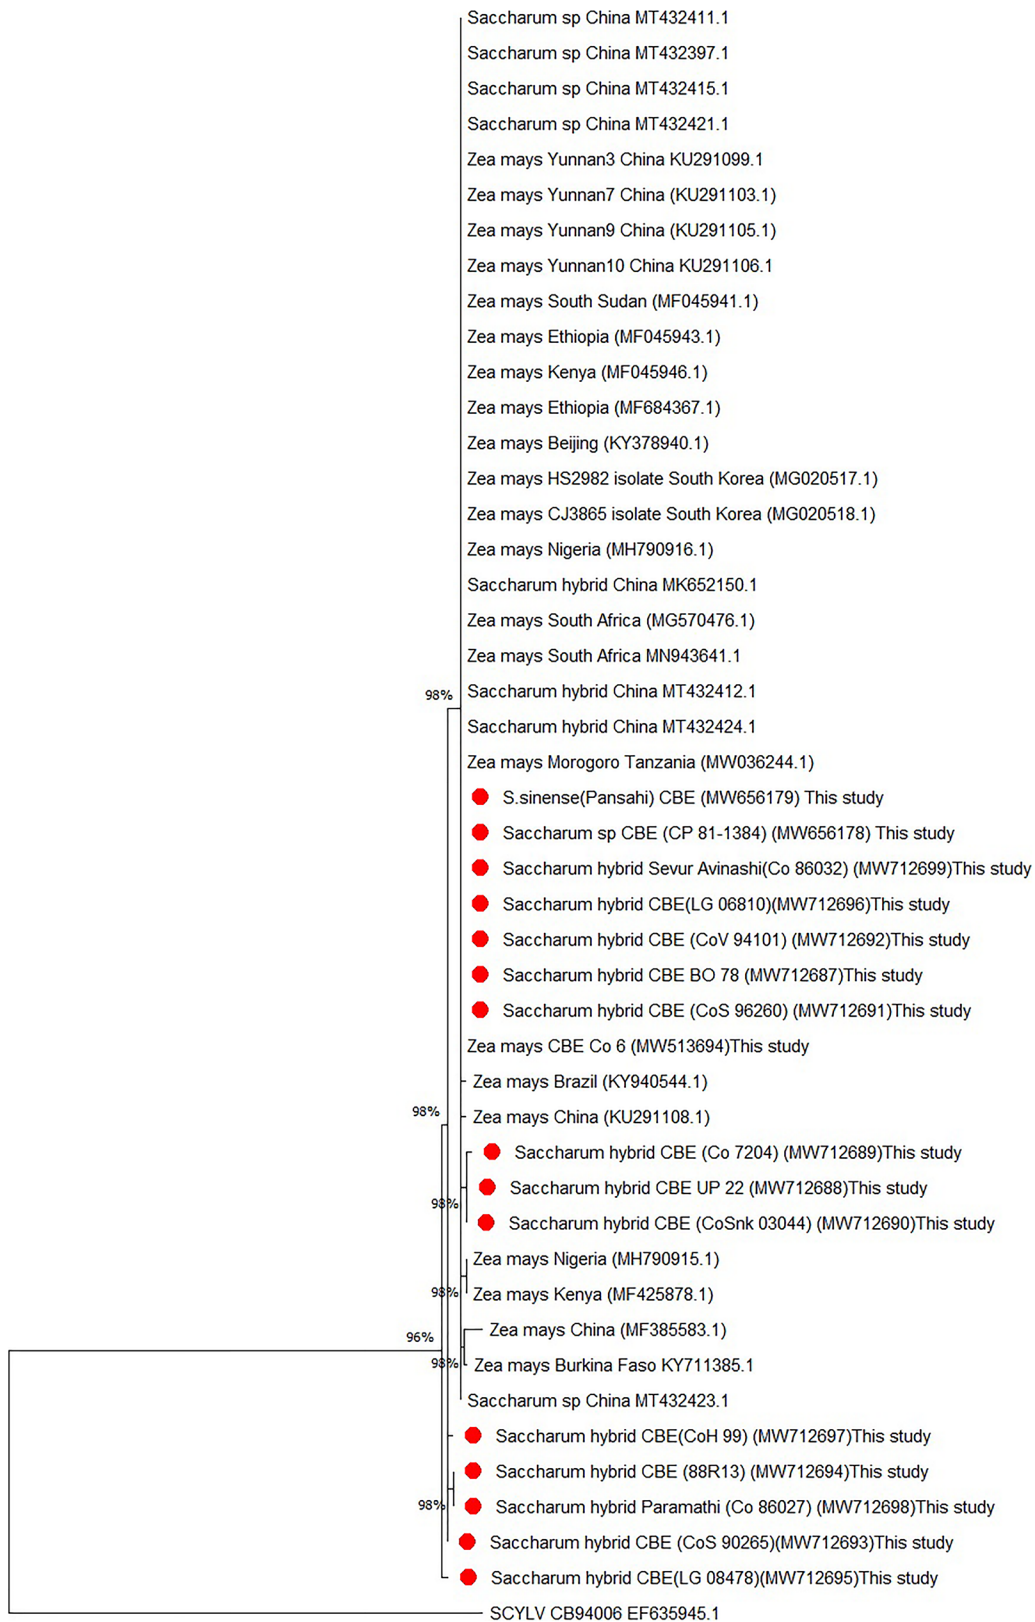 Saccharum sp China MT432411.1
Saccharum sp China MT432397.1
Saccharum sp China MT432415.1
Saccharum sp China MT432421.1
Zea mays Yunnan3 China KU291099.1
Zea mays Yunnan7 China (KU291103.1)
Zea mays Yunnan9 China (KU291105.1)
Zea mays Yunnan10 China KU291106.1
Zea mays South Sudan (MF045941.1)
Zea mays Ethiopia (MF045943.1)
Zea mays Kenya (MF045946.1)
Zea mays Ethiopia (MF684367.1)
Zea mays Beijing (KY378940.1)
Zea mays HS2982 isolate South Korea (MG020517.1)
Zea mays CJ3865 isolate South Korea (MG020518.1)
Zea mays Nigeria (MH790916.1)
Saccharum hybrid China MK652150.1
Zea mays South Africa (MG570476.1)
Zea mays South Africa MN943641.1
98%
Saccharum hybrid China MT432412.1
Saccharum hybrid China MT432424.1
Zea mays Morogoro Tanzania (MW036244.1)
S.sinense(Pansahi) CBE (MW656179) This study
Saccharum sp CBE (CP 81-1384) (MW656178) This study
Saccharum hybrid Sevur Avinashi(Co 86032) (MW712699)This study
Saccharum hybrid CBE(LG 06810)(MW712696)This study
Saccharum hybrid CBE (CoV 94101) (MW712692)This study
Saccharum hybrid CBE BO 78 (MW712687)This study
Saccharum hybrid CBE (CoS 96260) (MW712691)This study
Zea mays CBE Co 6 (MW513694)This study
Zea mays Brazil (KY940544.1)
98%
Zea mays China (KU291108.1)
Saccharum hybrid CBE (Co 7204) (MW712689)This study
Saccharum hybrid CBE UP 22 (MW712688)This study
98%
Saccharum hybrid CBE (CoSnk 03044) (MW712690)This study
Zea mays Nigeria (MH790915.1)
98%
Zea mays Kenya (MF425878.1)
Zea mays China (MF385583.1)
96%
98%
Zea mays Burkina Faso KY711385.1
Saccharum sp China MT432423.1
Saccharum hybrid CBE(CoH 99) (MW712697)This study
Saccharum hybrid CBE (88R13) (MW712694)This study
98%
Saccharum hybrid Paramathi (Co 86027) (MW712698)This study
Saccharum hybrid CBE (CoS 90265)(MW712693)This study
Saccharum hybrid CBE(LG 08478)(MW712695)This study
SCYLV CB94006 EF635945.1